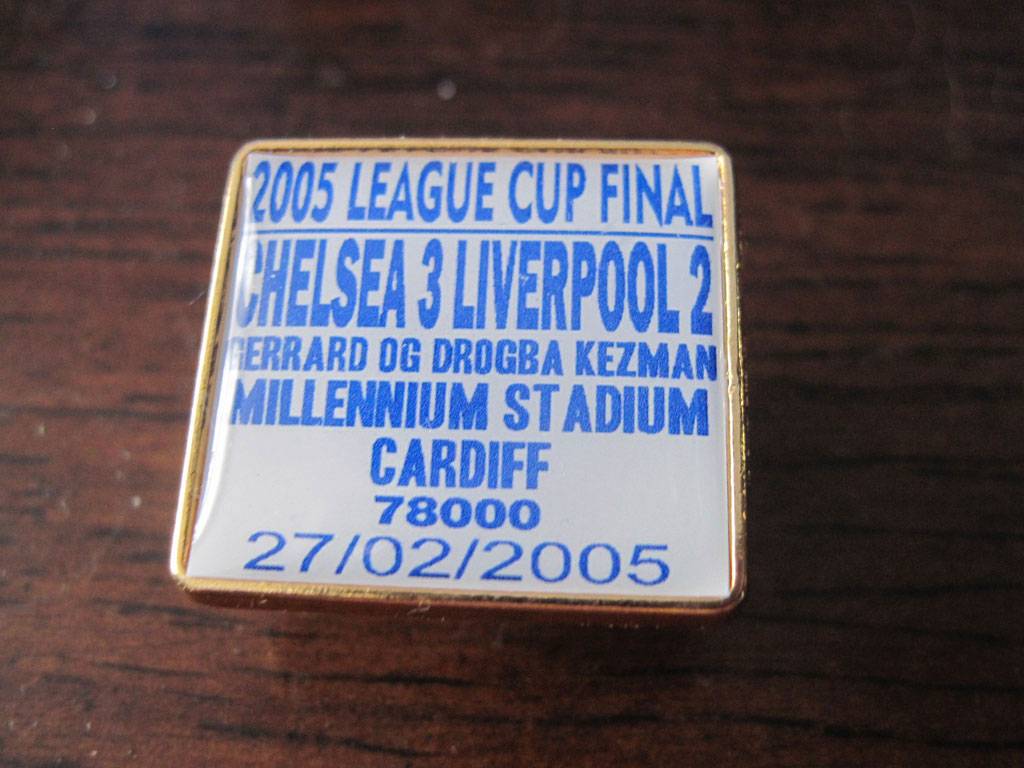 2005 LEAGUE CUP FINAL
CHELSEA 3 LIVERPOOL 2
GERRARD OG DROGBA KEZMAN
MILLENNIUM STADIUM
CARDIFF
78000
27/02/2005